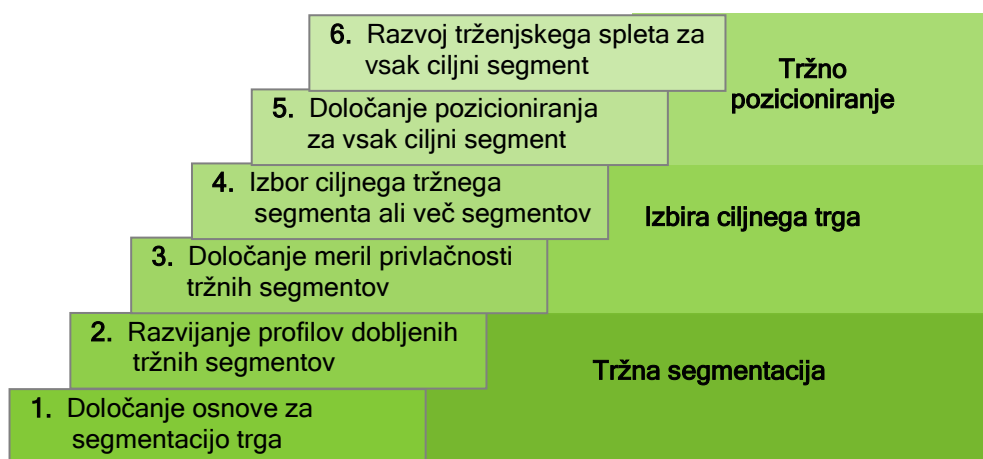 6. Razvoj trženjskega spleta za
vsak ciljni segment
Tržno
pozicioniranje
5. Določanje pozicioniranja
za vsak ciljni segment
4. Izbor ciljnega tržnega
segmenta ali več segmentov
Izbira ciljnega trga
3. Določanje meril privlačnosti
tržnih segmentov
2. Razvijanje profilov dobljenih
tržnih segmentov
Tržna segmentacija
1. Določanje osnove za
segmentacijo trga